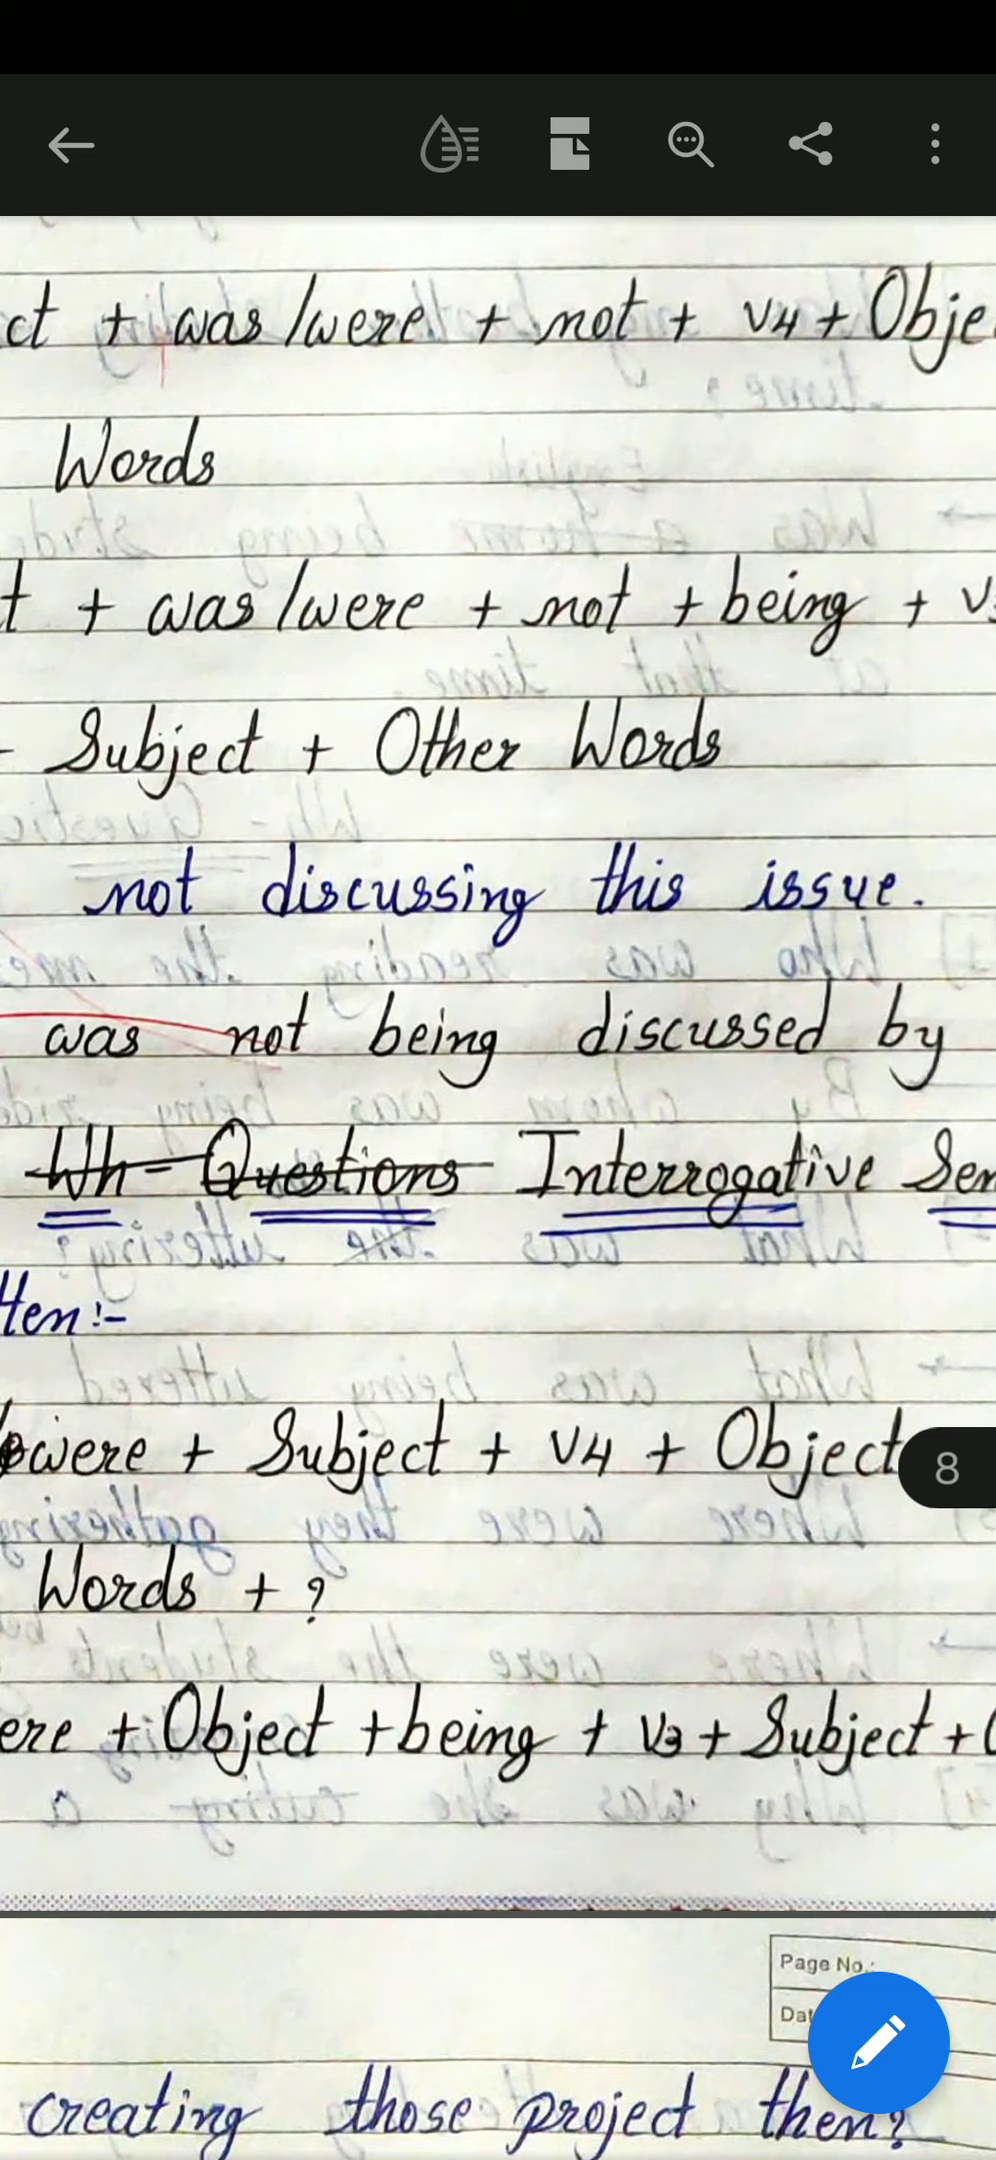 ct + was /were + not + v4 + Obje
Words
t + was /were + not + being + v3
- Subject + Other Words
not discussing this issue.
was not being discussed by
Wh - Questions Interrogative Sen
tten :-
were + Subject + v4 + Object
8
Words + ?
ere + Object + being + v3 + Subject +
Page No.:
Dat
creating those project then?